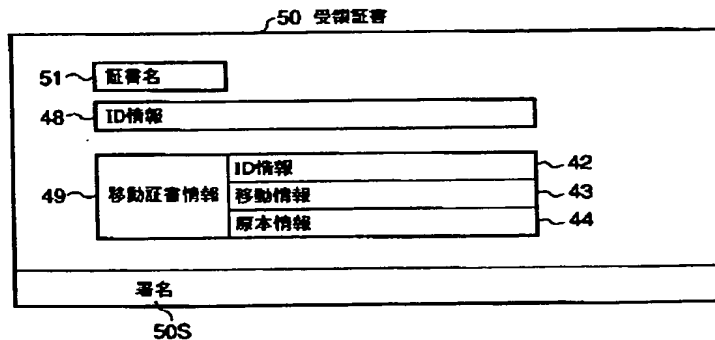 50 受領証書
51 証書名
48 ID情報
ID情報 42
49 移動証書情報 移動情報 43
原本情報 44
署名
50S